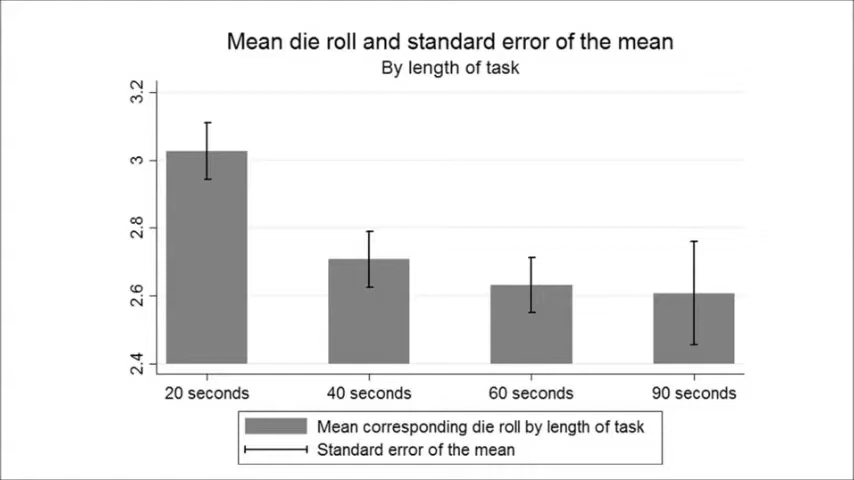 Mean die roll and standard error of the mean
By length of task
3.2
3
2.8
2.6
2.4
20 seconds 40 seconds 60 seconds 90 seconds
Mean corresponding die roll by length of task
Standard error of the mean